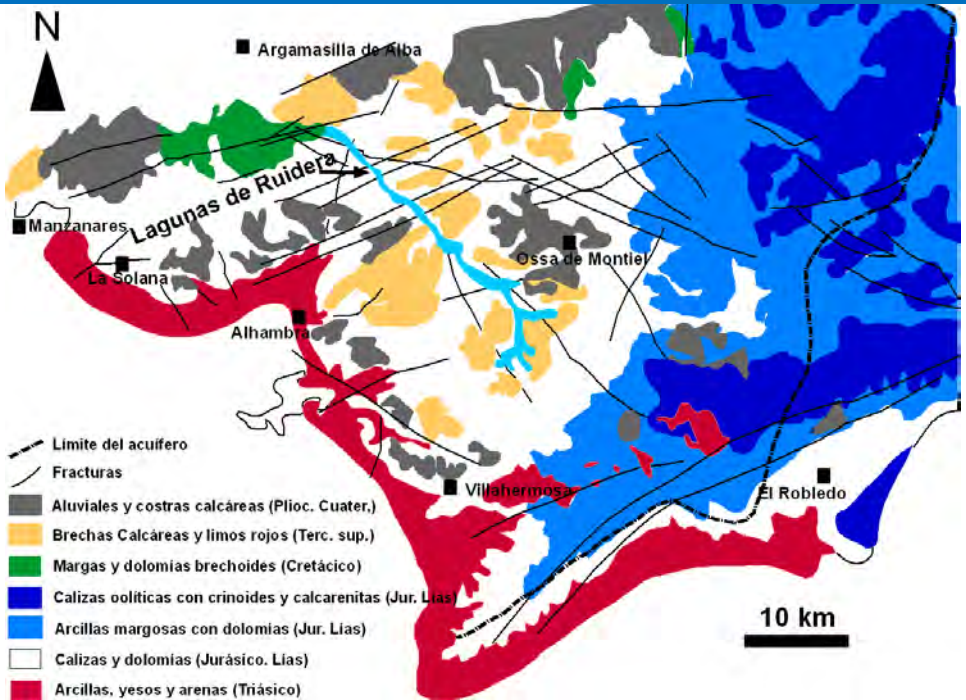 N
Argamasilla de Alba
Lagunas de Ruidera
Manzanares
La Solana
Ossa de Montiel
Alhambra
Villahermosa
El Robledo
Límite del acuífero
Fracturas
Aluviales y costras calcáreas (Plioc. Cuater.)
Brechas Calcáreas y limos rojos (Terc. sup.)
Margas y dolomías brechoides (Cretácico)
Calizas oolíticas con crinoides y calcarenitas (Jur. Lías)
Arcillas margosas con dolomías (Jur. Lías)
Calizas y dolomías (Jurásico. Lías)
Arcillas, yesos y arenas (Triásico)
10 km